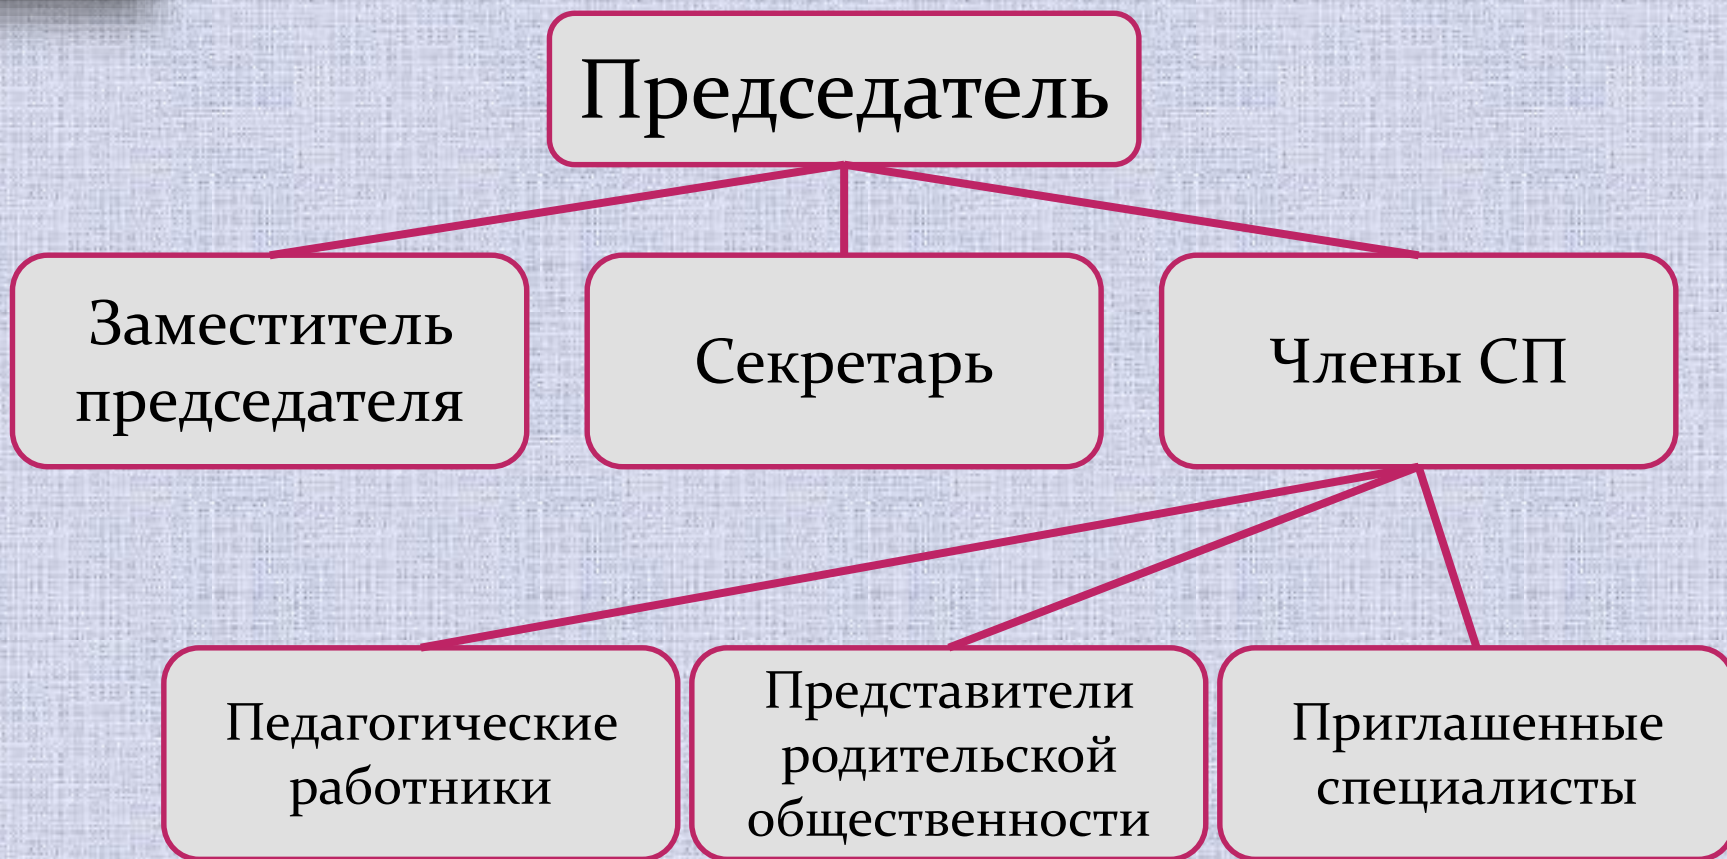 Председатель
Заместитель
председателя
Секретарь
Члены СП
Педагогические
работники
Представители
родительской
общественности
Приглашенные
специалисты